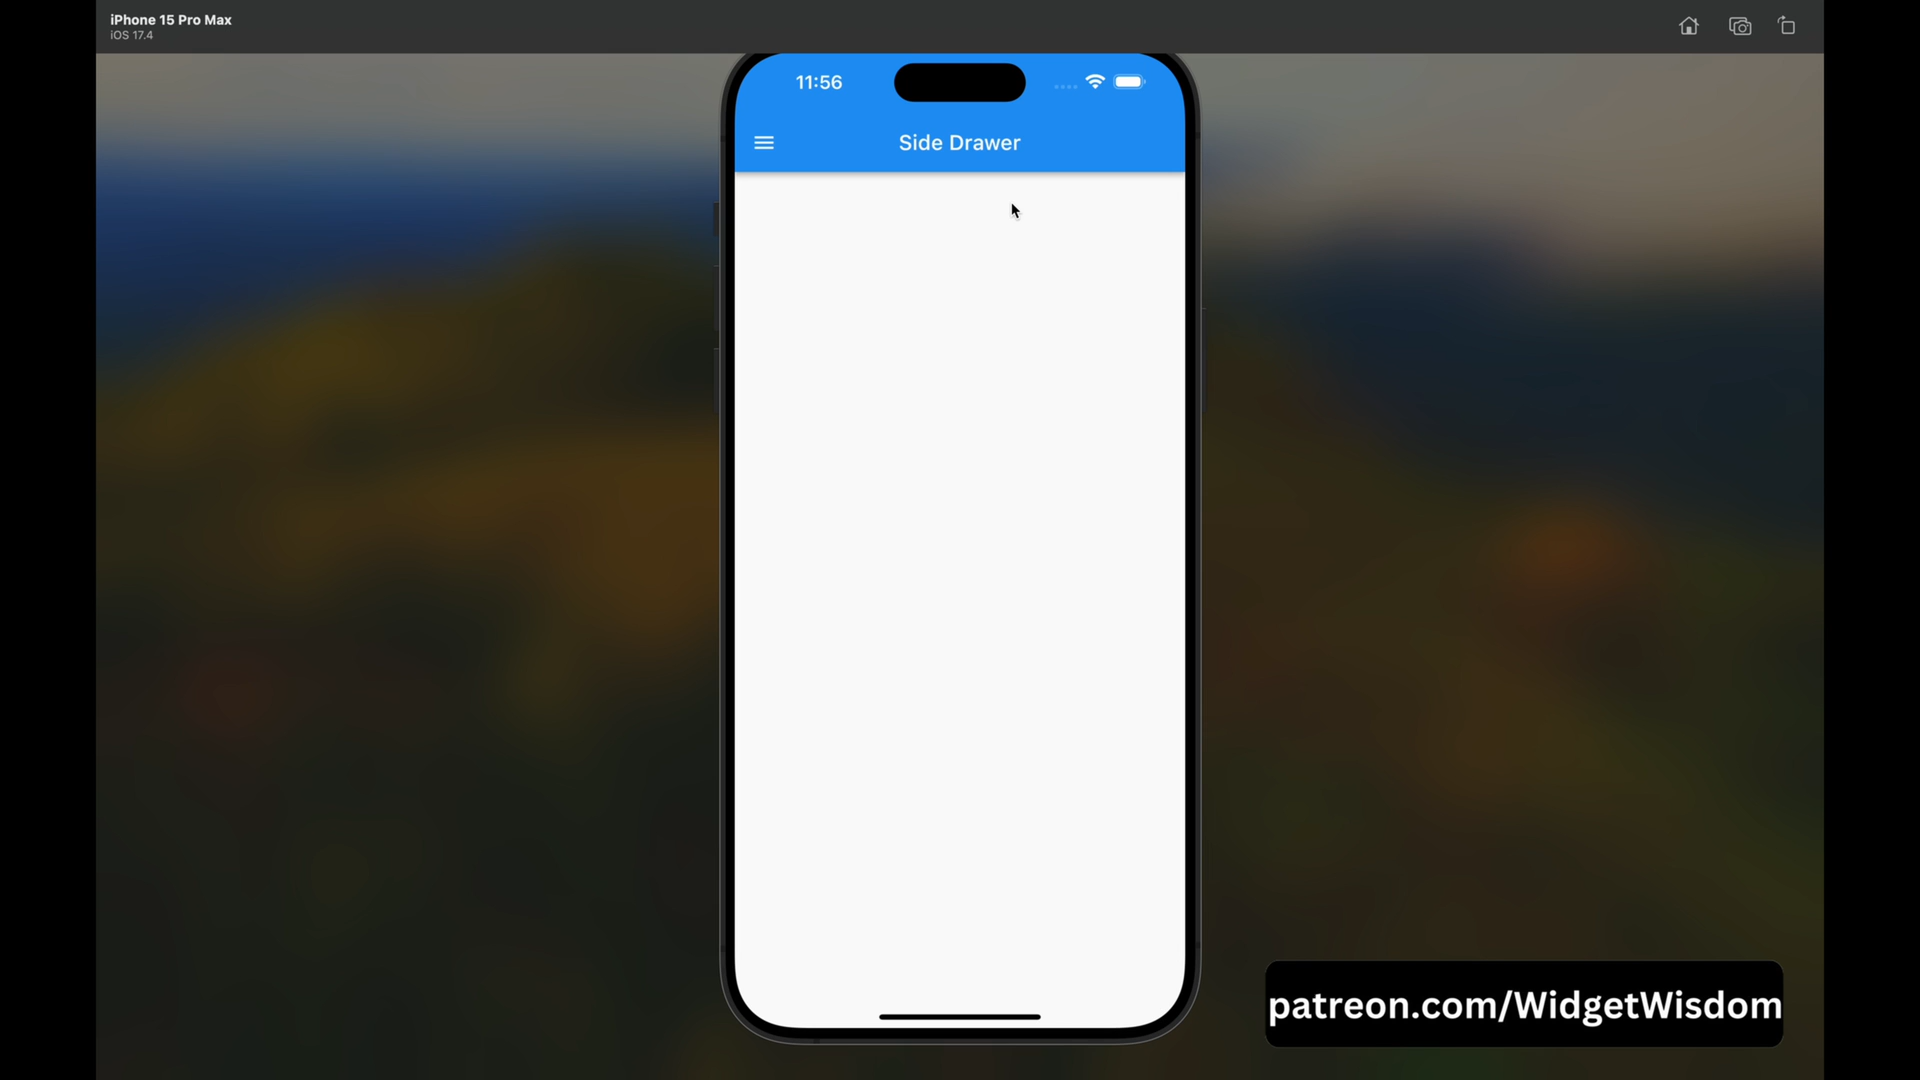 iPhone 15 Pro Max
iOS 17.4
11:56
Side Drawer
patreon.com/WidgetWisdom